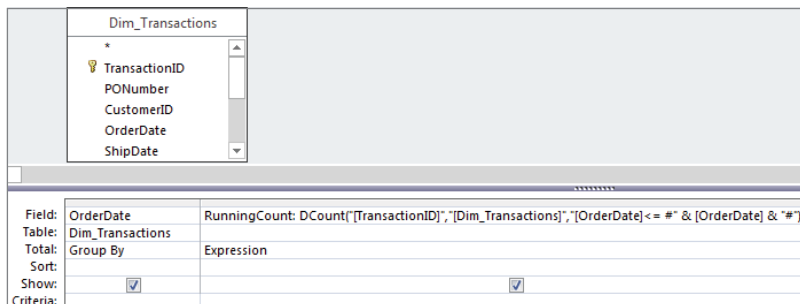 Dim_Transactions
*
TransactionID
PONumber
CustomerID
OrderDate
ShipDate
Field: OrderDate RunningCount: DCount("[TransactionID]","[Dim_Transactions]","[OrderDate]<= #" & [OrderDate] & "#")
Table: Dim_Transactions
Total: Group By Expression
Sort:
Show:
Criteria: